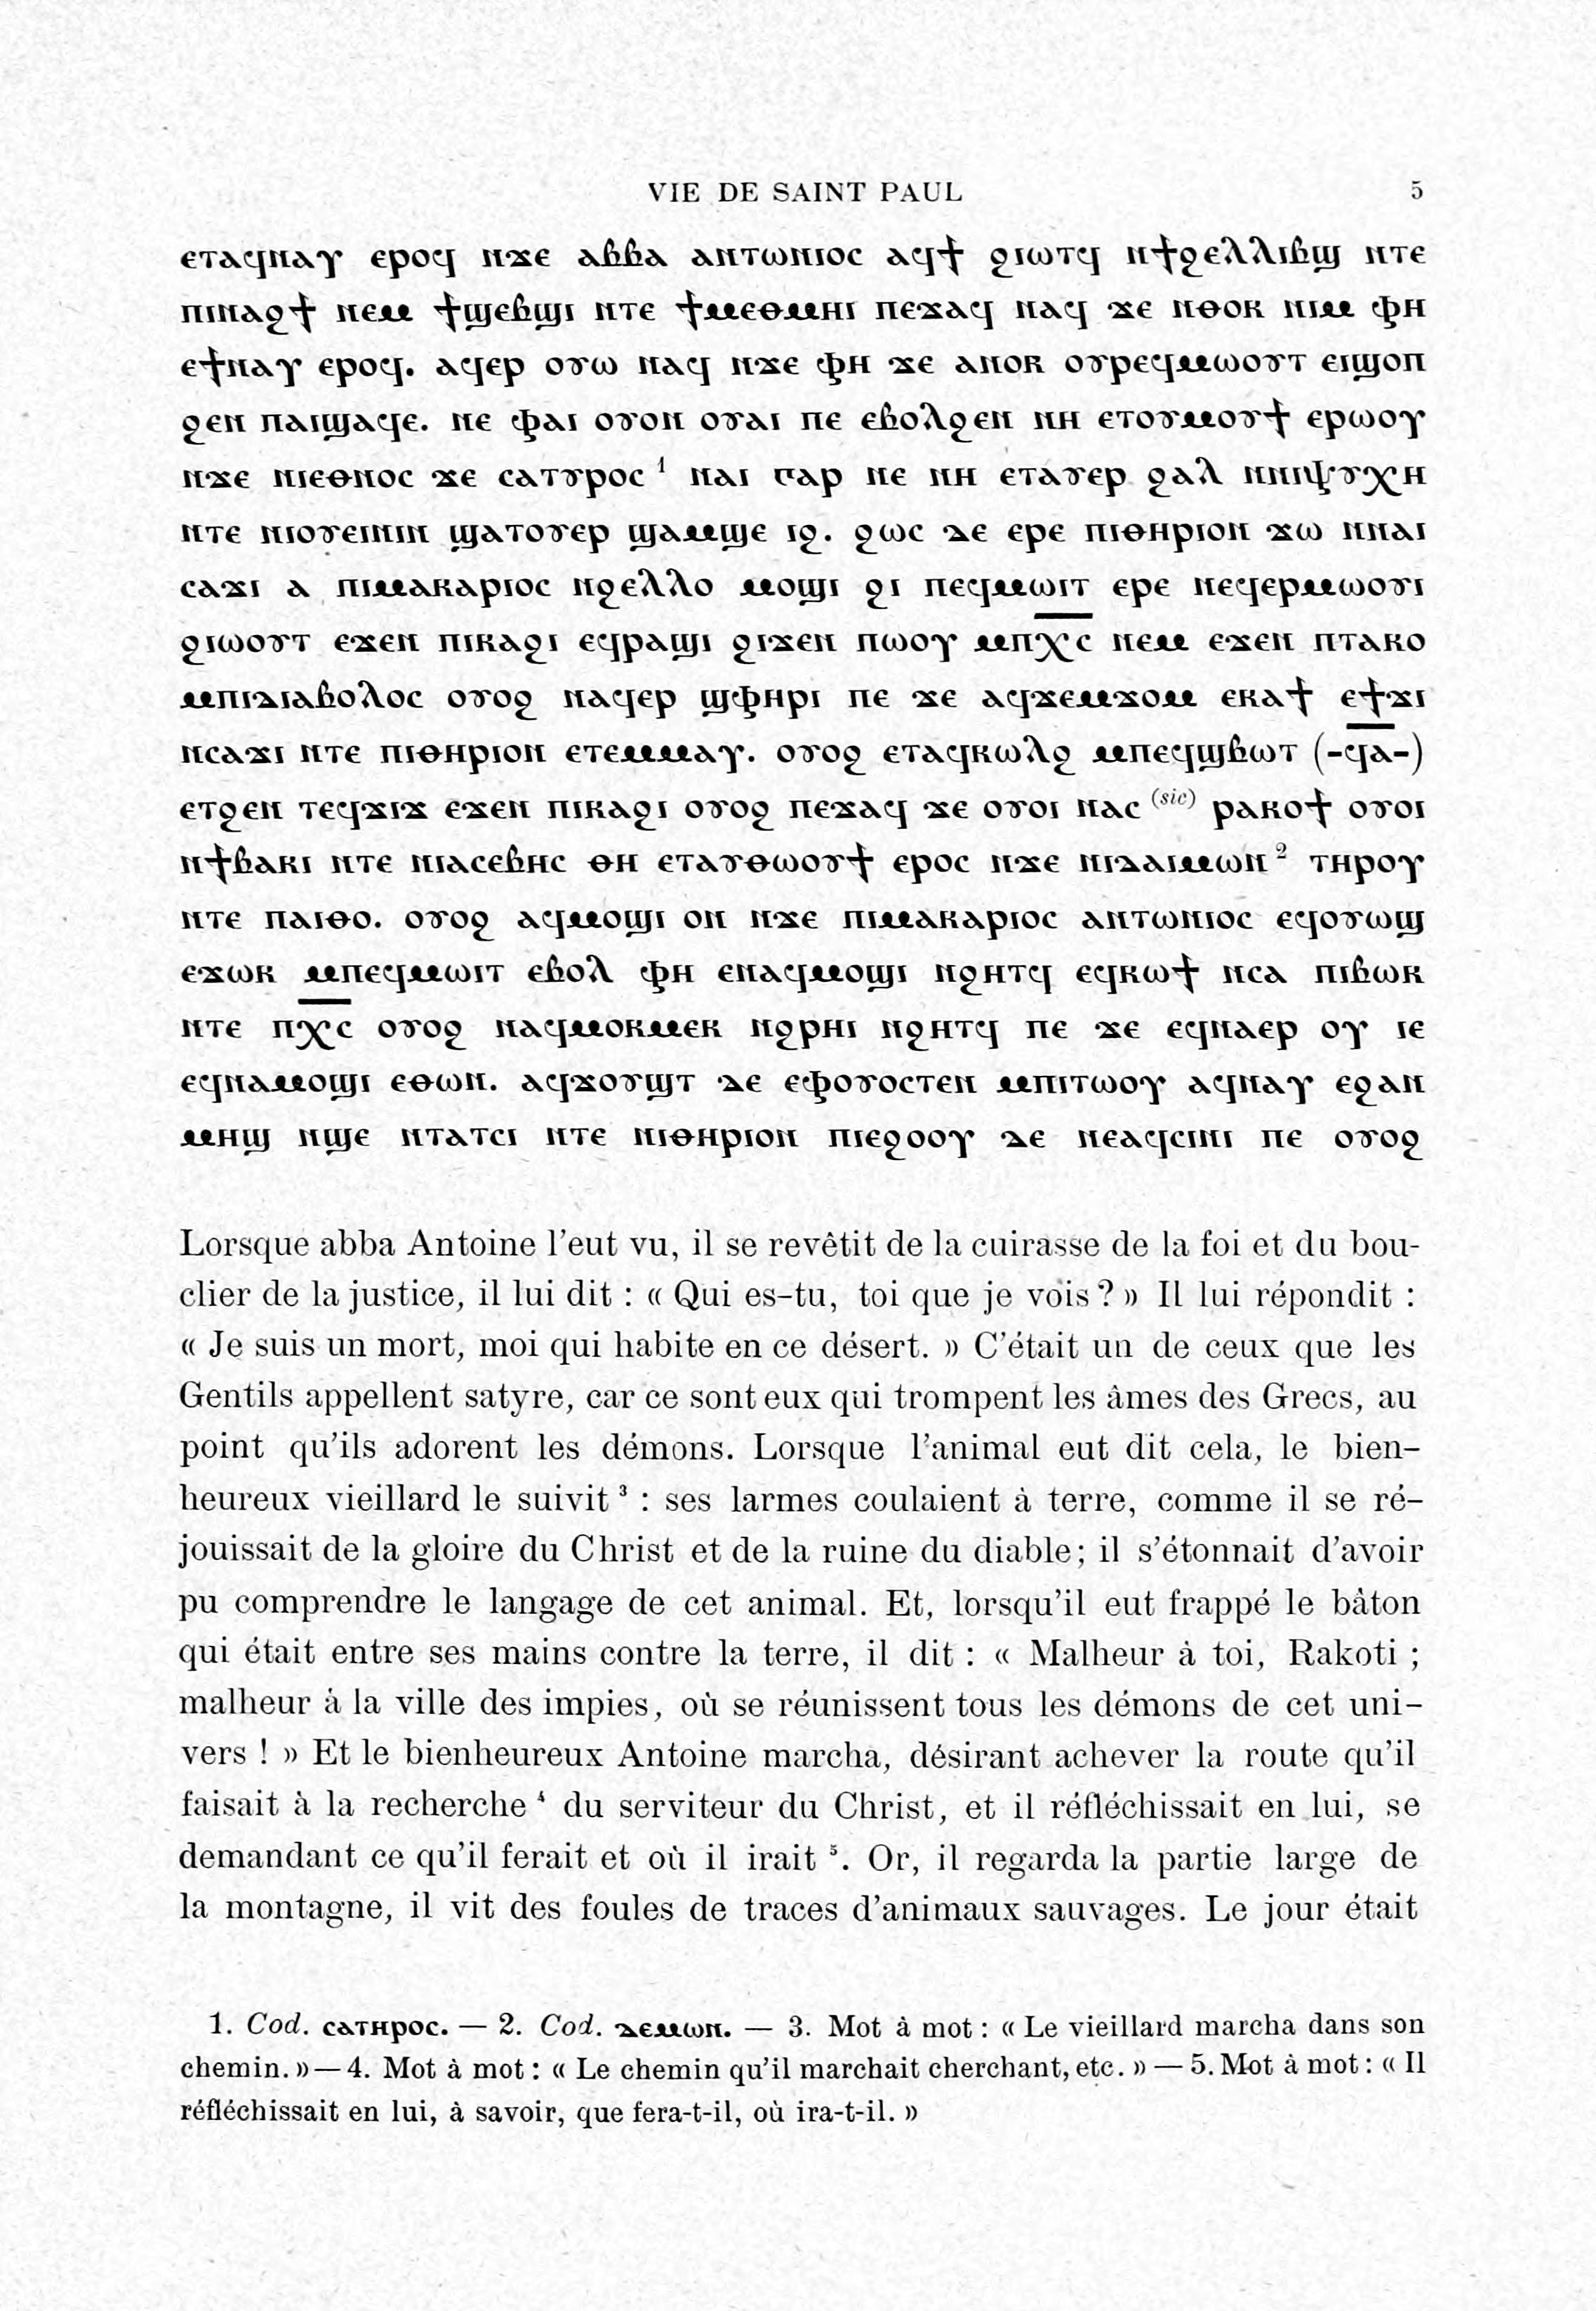 VIE DE SAINT PAUL 5
ⲉⲧⲁϥⲛⲁⲩ ⲉⲣⲟϥ ⲛϫⲉ ⲁⲃⲃⲁ ⲁⲛⲧⲱⲛⲓⲟⲥ ⲁϥϯ ϩⲓⲱⲧϥ ⲛϯϧⲉⲗⲗⲓⲃϣ ⲛⲧⲉ
ⲡⲓⲛⲁϩϯ ⲛⲉⲙ ϯϣⲉⲃϣⲓ ⲛⲧⲉ ϯⲙⲉⲑⲙⲏⲓ ⲡⲉϫⲁϥ ⲛⲁϥ ϫⲉ ⲛⲑⲟⲕ ⲛⲓⲙ ⲫⲏ
ⲉϯⲛⲁⲩ ⲉⲣⲟϥ. ⲁϥⲉⲣ ⲟⲩⲱ ⲛⲁϥ ⲛϫⲉ ⲫⲏ ϫⲉ ⲁⲛⲟⲕ ⲟⲩⲣⲉϥⲙⲱⲟⲩⲧ ⲉⲓϣⲟⲡ
ϧⲉⲛ ⲡⲁⲓϣⲁϥⲉ. ⲛⲉ ⲫⲁⲓ ⲟⲩⲟⲛ ⲟⲩⲁⲓ ⲡⲉ ⲉⲃⲟⲗϧⲉⲛ ⲛⲏ ⲉⲧⲟⲩⲙⲟⲩϯ ⲉⲣⲱⲟⲩ
ⲛϫⲉ ⲛⲓⲉⲑⲛⲟⲥ ϫⲉ ⲥⲁⲧⲩⲣⲟⲥ ¹ ⲛⲁⲓ ⲅⲁⲣ ⲛⲉ ⲛⲏ ⲉⲧⲁⲩⲉⲣ ϩⲁⲗ ⲛⲛⲓⲯⲩⲭⲏ
ⲛⲧⲉ ⲛⲓⲟⲩⲉⲓⲛⲓⲛ ϣⲁⲧⲟⲩⲉⲣ ϣⲁⲙϣⲉ ⲓϧ. ϩⲱⲥ ⲇⲉ ⲉⲣⲉ ⲡⲓⲑⲏⲣⲓⲟⲛ ϫⲱ ⲛⲛⲁⲓ
ⲥⲁϫⲓ ⲁ ⲡⲓⲙⲁⲕⲁⲣⲓⲟⲥ ⲛϧⲉⲗⲗⲟ ⲙⲟϣⲓ ϩⲓ ⲡⲉϥⲙⲱⲓⲧ ⲉⲣⲉ ⲛⲉϥⲉⲣⲙⲱⲟⲩⲓ
ϩⲓⲱⲟⲩⲧ ⲉϫⲉⲛ ⲡⲓⲕⲁϩⲓ ⲉϥⲣⲁϣⲓ ϩⲓϫⲉⲛ ⲡⲱⲟⲩ ⲙⲡⲭ̅ⲥ̅ ⲛⲉⲙ ⲉϫⲉⲛ ⲡⲧⲁⲕⲟ
ⲙⲡⲓⲇⲓⲁⲃⲟⲗⲟⲥ ⲟⲩⲟϩ ⲛⲁϥⲉⲣ ϣⲫⲏⲣⲓ ⲡⲉ ϫⲉ ⲁϥϫⲉⲙϫⲟⲙ ⲉⲕⲁϯ ⲉϯϫⲓ
ⲛⲥⲁϫⲓ ⲛⲧⲉ ⲡⲓⲑⲏⲣⲓⲟⲛ ⲉⲧⲉⲙⲙⲁⲩ. ⲟⲩⲟϩ ⲉⲧⲁϥⲕⲱⲗϩ ⲙⲡⲉϥϣⲃⲱⲧ (-ϥ̅ⲁ̅-)
ⲉⲧϧⲉⲛ ⲧⲉϥϫⲓϫ ⲉϫⲉⲛ ⲡⲓⲕⲁϩⲓ ⲟⲩⲟϩ ⲡⲉϫⲁϥ ϫⲉ ⲟⲩⲟⲓ ⲛⲁⲥ (sic) ⲣⲁⲕⲟϯ ⲟⲩⲟⲓ
ⲛϯⲃⲁⲕⲓ ⲛⲧⲉ ⲛⲓⲁⲥⲉⲃⲏⲥ ⲑⲏ ⲉⲧⲁⲩⲑⲱⲟⲩϯ ⲉⲣⲟⲥ ⲛϫⲉ ⲛⲓⲇⲁⲓⲙⲱⲛ ² ⲧⲏⲣⲟⲩ
ⲛⲧⲉ ⲡⲁⲓⲑⲟ. ⲟⲩⲟϩ ⲁϥⲙⲟϣⲓ ⲟⲛ ⲛϫⲉ ⲡⲓⲙⲁⲕⲁⲣⲓⲟⲥ ⲁⲛⲧⲱⲛⲓⲟⲥ ⲉϥⲟⲩⲱϣ
ⲉϫⲱⲕ ⲙⲡⲉϥⲙⲱⲓⲧ ⲉⲃⲟⲗ ⲫⲏ ⲉⲛⲁϥⲙⲟϣⲓ ⲛϧⲏⲧϥ ⲉϥⲕⲱϯ ⲛⲥⲁ ⲡⲓⲃⲱⲕ
ⲛⲧⲉ ⲡⲭ̅ⲥ̅ ⲟⲩⲟϩ ⲛⲁϥⲙⲟⲕⲙⲉⲕ ⲛϧⲣⲏⲓ ⲛϧⲏⲧϥ ⲡⲉ ϫⲉ ⲉϥⲛⲁⲉⲣ ⲟⲩ ⲓⲉ
ⲉϥⲛⲁⲙⲟϣⲓ ⲉⲑⲱⲛ. ⲁϥϫⲟⲩϣⲧ ⲇⲉ ⲉⲫⲟⲩⲟⲥⲧⲉⲛ ⲙⲡⲓⲧⲱⲟⲩ ⲁϥⲛⲁⲩ ⲉϩⲁⲛ
ⲙⲏϣ ⲛϣⲉ ⲛⲧⲁⲧⲥⲓ ⲛⲧⲉ ⲛⲓⲑⲏⲣⲓⲟⲛ ⲡⲓⲉϩⲟⲟⲩ ⲇⲉ ⲛⲉⲁϥⲥⲓⲛⲓ ⲡⲉ ⲟⲩⲟϩ
Lorsque abba Antoine l'eut vu, il se revêtit de la cuirasse de la foi et du bou-
clier de la justice, il lui dit : « Qui es-tu, toi que je vois ? » Il lui répondit :
« Je suis un mort, moi qui habite en ce désert. » C'était un de ceux que les
Gentils appellent satyre, car ce sont eux qui trompent les âmes des Grecs, au
point qu'ils adorent les démons. Lorsque l'animal eut dit cela, le bien-
heureux vieillard le suivit ³ : ses larmes coulaient à terre, comme il se ré-
jouissait de la gloire du Christ et de la ruine du diable; il s'étonnait d'avoir
pu comprendre le langage de cet animal. Et, lorsqu'il eut frappé le bâton
qui était entre ses mains contre la terre, il dit : « Malheur à toi, Rakoti ;
malheur à la ville des impies, où se réunissent tous les démons de cet uni-
vers ! » Et le bienheureux Antoine marcha, désirant achever la route qu'il
faisait à la recherche ⁴ du serviteur du Christ, et il réfléchissait en lui, se
demandant ce qu'il ferait et où il irait ⁵. Or, il regarda la partie large de
la montagne, il vit des foules de traces d'animaux sauvages. Le jour était
1. Cod. ⲥⲁⲧⲏⲣⲟⲥ. — 2. Cod. ⲇⲉⲙⲱⲛ. — 3. Mot à mot : « Le vieillard marcha dans son
chemin. » — 4. Mot à mot : « Le chemin qu'il marchait cherchant, etc. » — 5. Mot à mot : « Il
réfléchissait en lui, à savoir, que fera-t-il, où ira-t-il. »